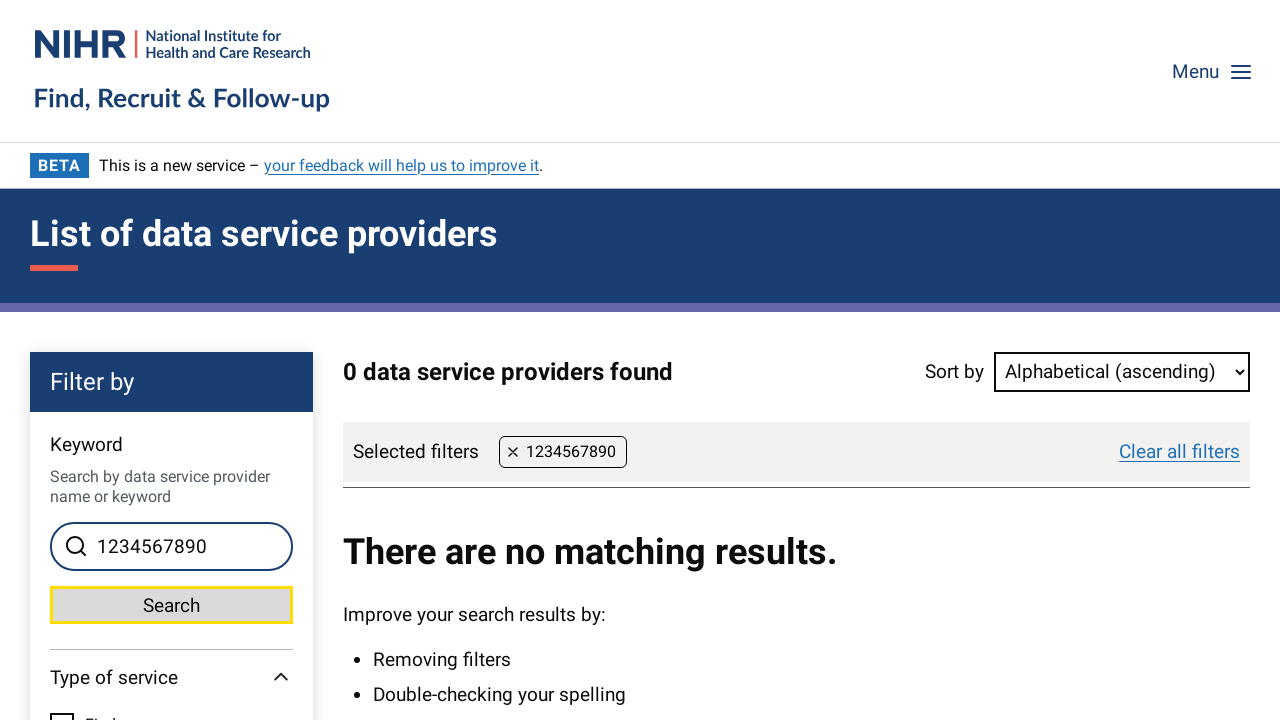 NIHR | National Institute for
Health and Care Research
Find, Recruit & Follow-up
Menu
BETA This is a new service – your feedback will help us to improve it.
List of data service providers
Filter by
Keyword
Search by data service provider
name or keyword
1234567890
Search
Type of service
0 data service providers found
Sort by Alphabetical (ascending)
Selected filters 1234567890 Clear all filters
There are no matching results.
Improve your search results by:
• Removing filters
• Double-checking your spelling